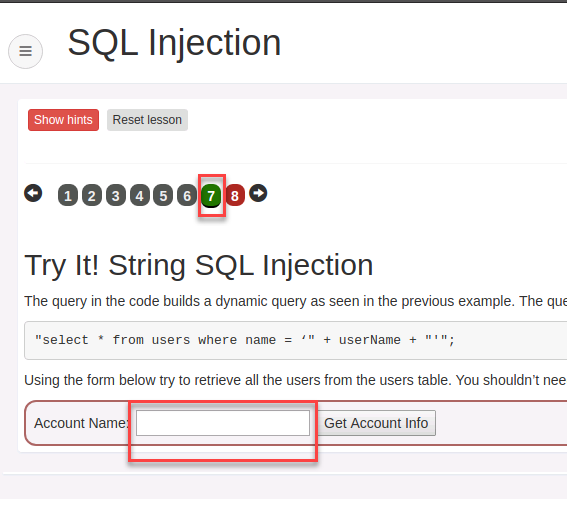 SQL Injection
Show hints Reset lesson
1 2 3 4 5 6 7 8
Try It! String SQL Injection
The query in the code builds a dynamic query as seen in the previous example. The que
"select * from users where name = ‘" + userName + "'";
Using the form below try to retrieve all the users from the users table. You shouldn’t nee
Account Name: Get Account Info